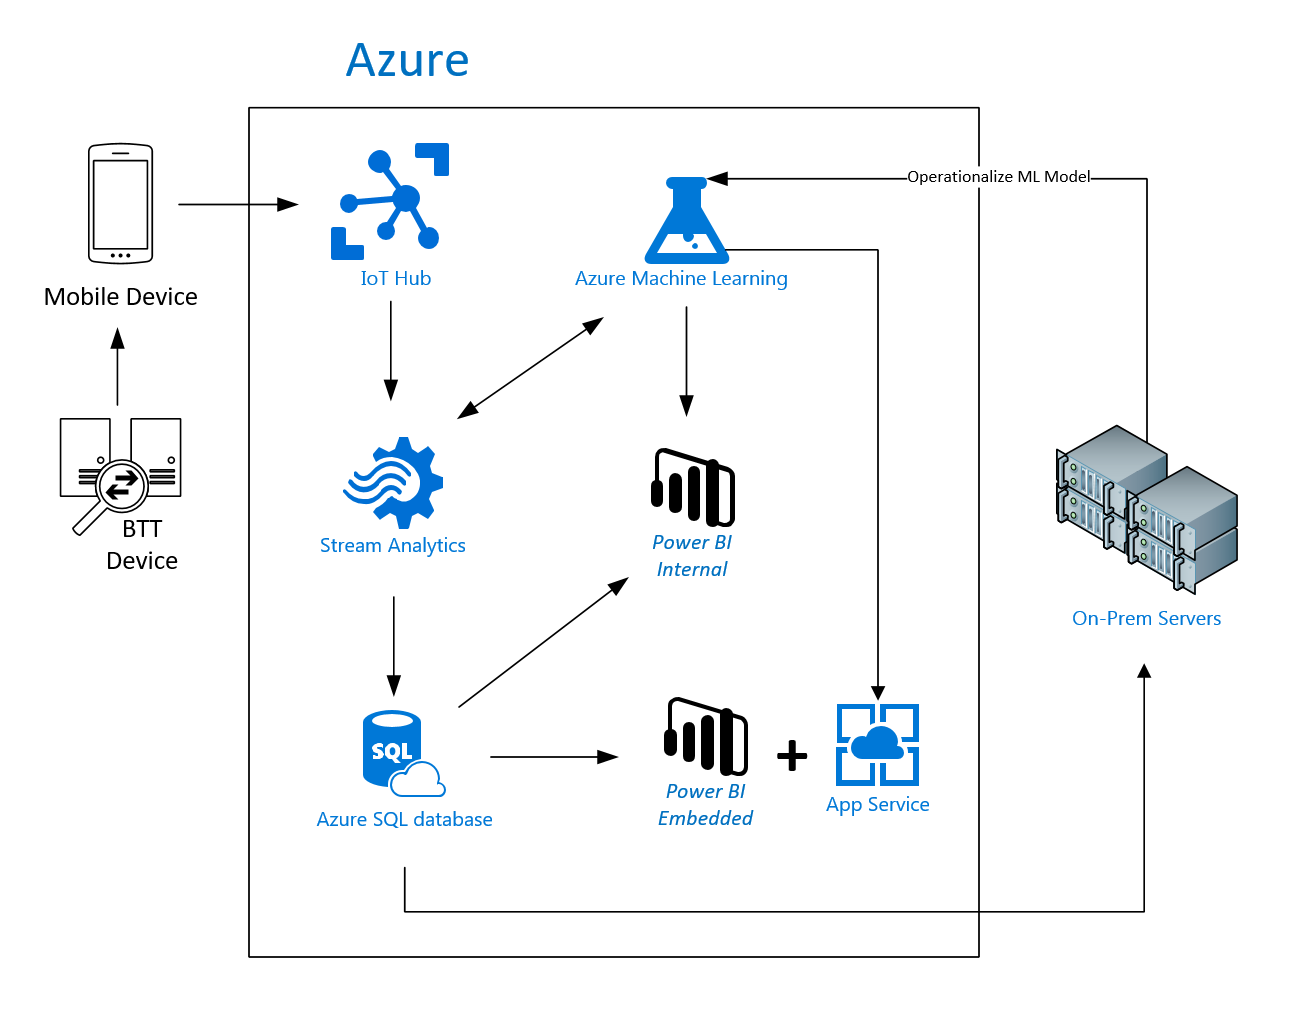 Azure
Operationalize ML Model
IoT Hub
Azure Machine Learning
Mobile Device
Stream Analytics
Power BI
Internal
BTT
Device
On-Prem Servers
SQL
Azure SQL database
Power BI
Embedded
+
App Service